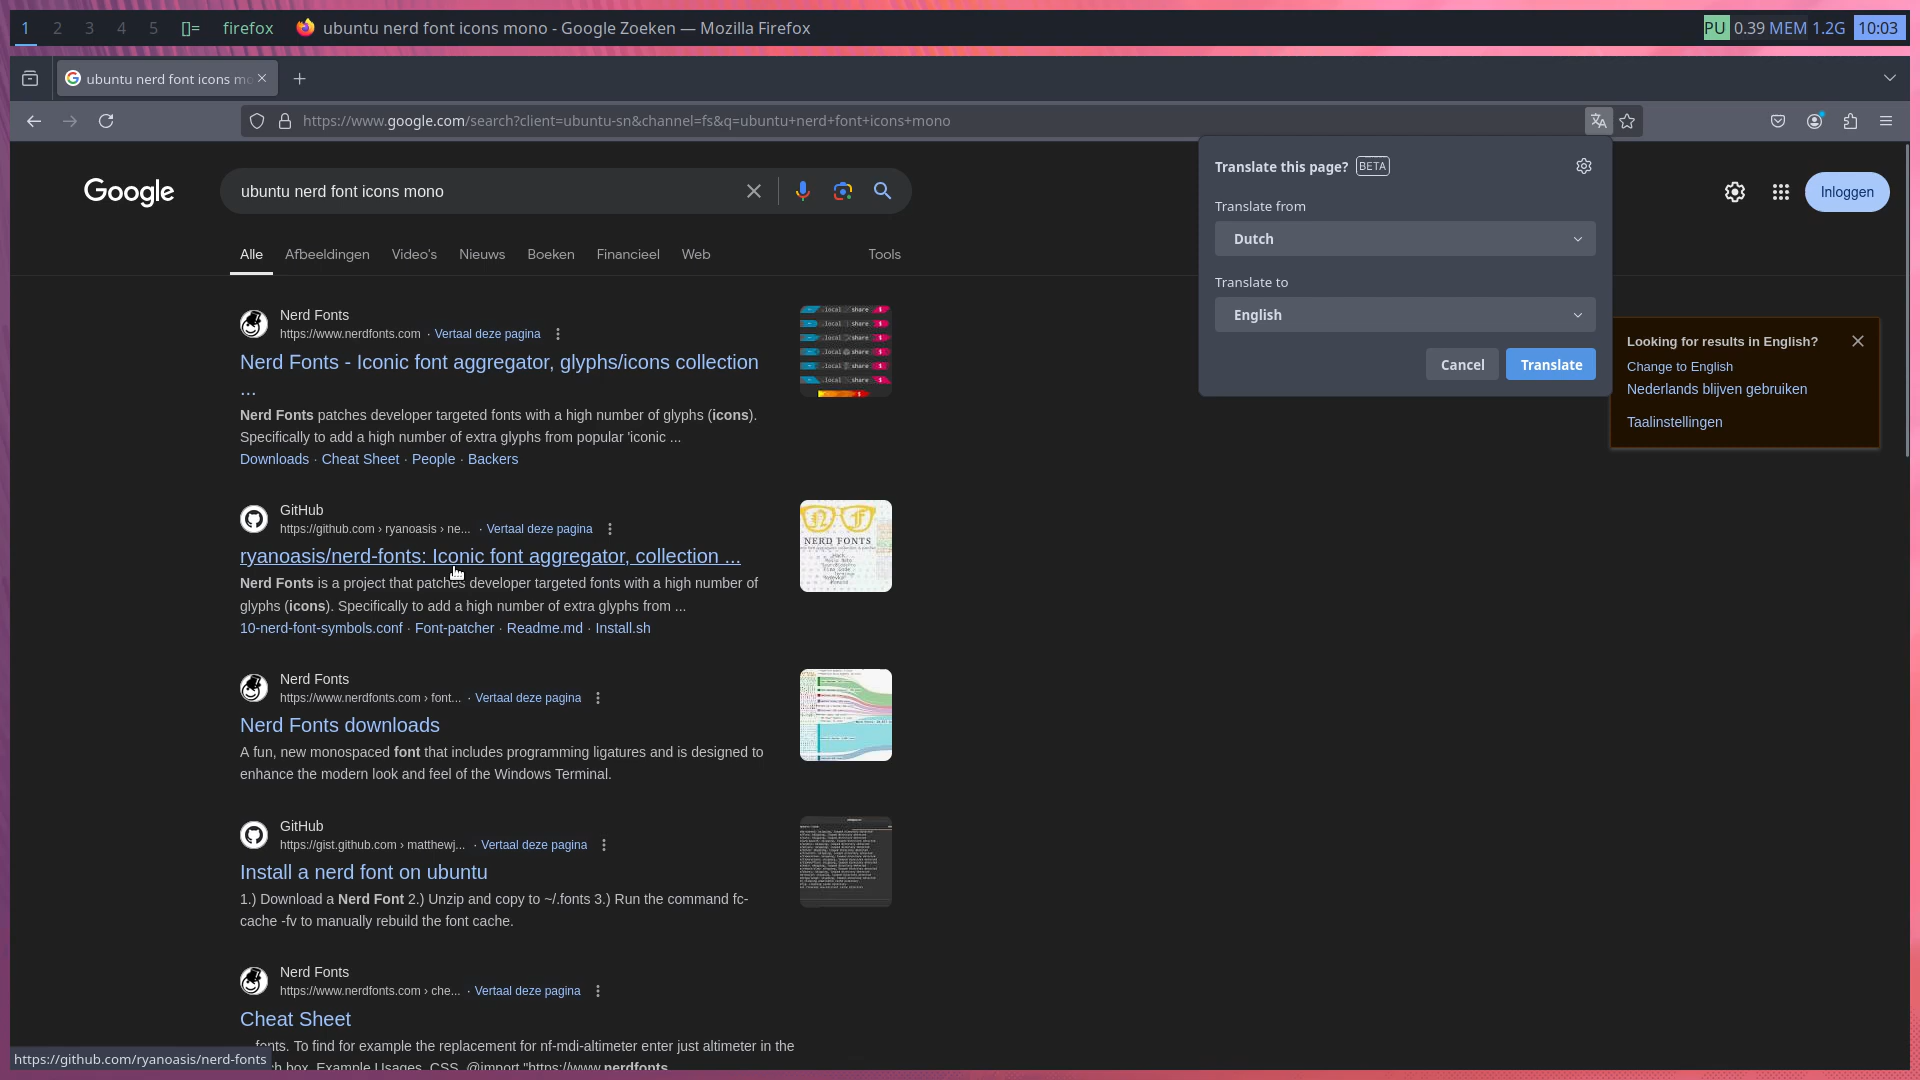 1 2 3 4 5 []= firefox ubuntu nerd font icons mono - Google Zoeken — Mozilla Firefox PU 0.39 MEM 1.2G 10:03
ubuntu nerd font icons mo
https://www.google.com/search?client=ubuntu-sn&channel=fs&q=ubuntu+nerd+font+icons+mono
Translate this page? BETA
Translate from
Dutch
Translate to
English
Cancel Translate
Google
ubuntu nerd font icons mono
Inloggen
Alle Afbeeldingen Video's Nieuws Boeken Financieel Web Tools
Looking for results in English?
Change to English
Nederlands blijven gebruiken
Taalinstellingen
Nerd Fonts
https://www.nerdfonts.com · Vertaal deze pagina
Nerd Fonts - Iconic font aggregator, glyphs/icons collection
...
Nerd Fonts patches developer targeted fonts with a high number of glyphs (icons).
Specifically to add a high number of extra glyphs from popular 'iconic ...
Downloads · Cheat Sheet · People · Backers
GitHub
https://github.com › ryanoasis › ne... · Vertaal deze pagina
ryanoasis/nerd-fonts: Iconic font aggregator, collection ...
Nerd Fonts is a project that patches developer targeted fonts with a high number of
glyphs (icons). Specifically to add a high number of extra glyphs from ...
10-nerd-font-symbols.conf · Font-patcher · Readme.md · Install.sh
NERD FONTS
Nerd Fonts
https://www.nerdfonts.com › font... · Vertaal deze pagina
Nerd Fonts downloads
A fun, new monospaced font that includes programming ligatures and is designed to
enhance the modern look and feel of the Windows Terminal.
GitHub
https://gist.github.com › matthewj... · Vertaal deze pagina
Install a nerd font on ubuntu
1.) Download a Nerd Font 2.) Unzip and copy to ~/.fonts 3.) Run the command fc-
cache -fv to manually rebuild the font cache.
Nerd Fonts
https://www.nerdfonts.com › che... · Vertaal deze pagina
Cheat Sheet
fonts. To find for example the replacement for nf-mdi-altimeter enter just altimeter in the
box. Example Usages. CSS. @import "https://www.nerdfonts
https://github.com/ryanoasis/nerd-fonts